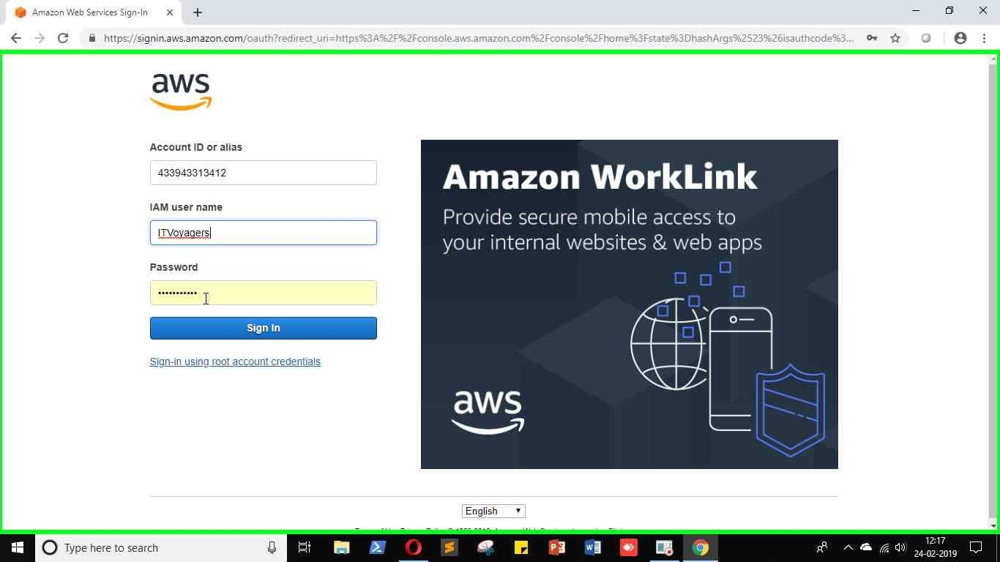 Amazon Web Services Sign-In
https://signin.aws.amazon.com/oauth?redirect_uri=https%3A%2F%2Fconsole.aws.amazon.com%2Fconsole%2Fhome%3Fstate%3DhashArgs%2523%26isauthcode%3...
aws
Account ID or alias
433943313412
IAM user name
ITVoyagers
Password
Sign In
Sign-in using root account credentials
Amazon WorkLink
Provide secure mobile access to
your internal websites & web apps
aws
English
Type here to search
12:17
24-02-2019